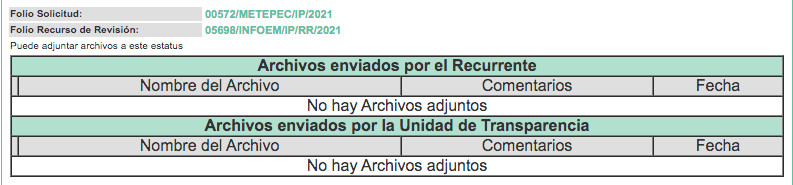 Folio Solicitud: 00572/METEPEC/IP/2021
Folio Recurso de Revisión: 05698/INFOEM/IP/RR/2021
Puede adjuntar archivos a este estatus
Archivos enviados por el Recurrente
Nombre del Archivo Comentarios Fecha
No hay Archivos adjuntos
Archivos enviados por la Unidad de Transparencia
Nombre del Archivo Comentarios Fecha
No hay Archivos adjuntos